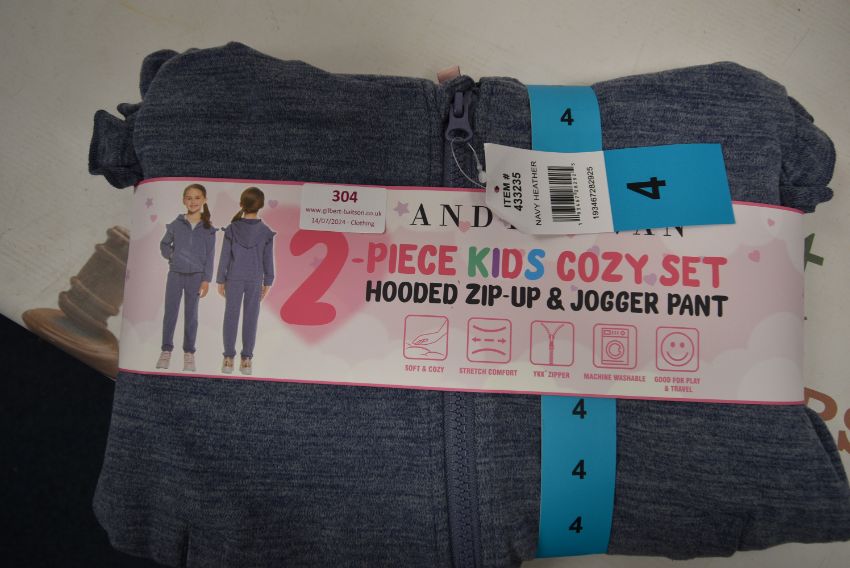 4
ITEM #
433235
NAVY HEATHER
193467282925
4
304
www.gilbert-baitson.co.uk
14/07/2024 - Clothing
2-PIECE KIDS COZY SET
HOODED ZIP-UP & JOGGER PANT
SOFT & COZY
STRETCH COMFORT
YKK® ZIPPER
MACHINE WASHABLE
GOOD FOR PLAY
& TRAVEL
4
4
4